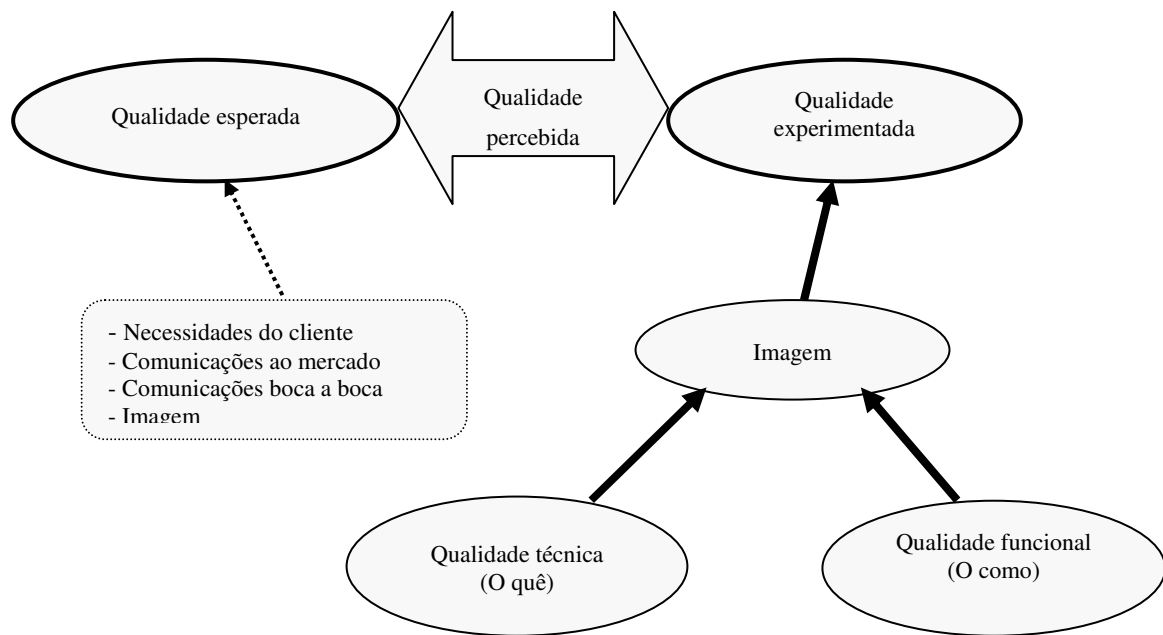 Qualidade esperada
Qualidade
percebida
Qualidade
experimentada
- Necessidades do cliente
- Comunicações ao mercado
- Comunicações boca a boca
- Imagem
Imagem
Qualidade técnica
(O quê)
Qualidade funcional
(O como)